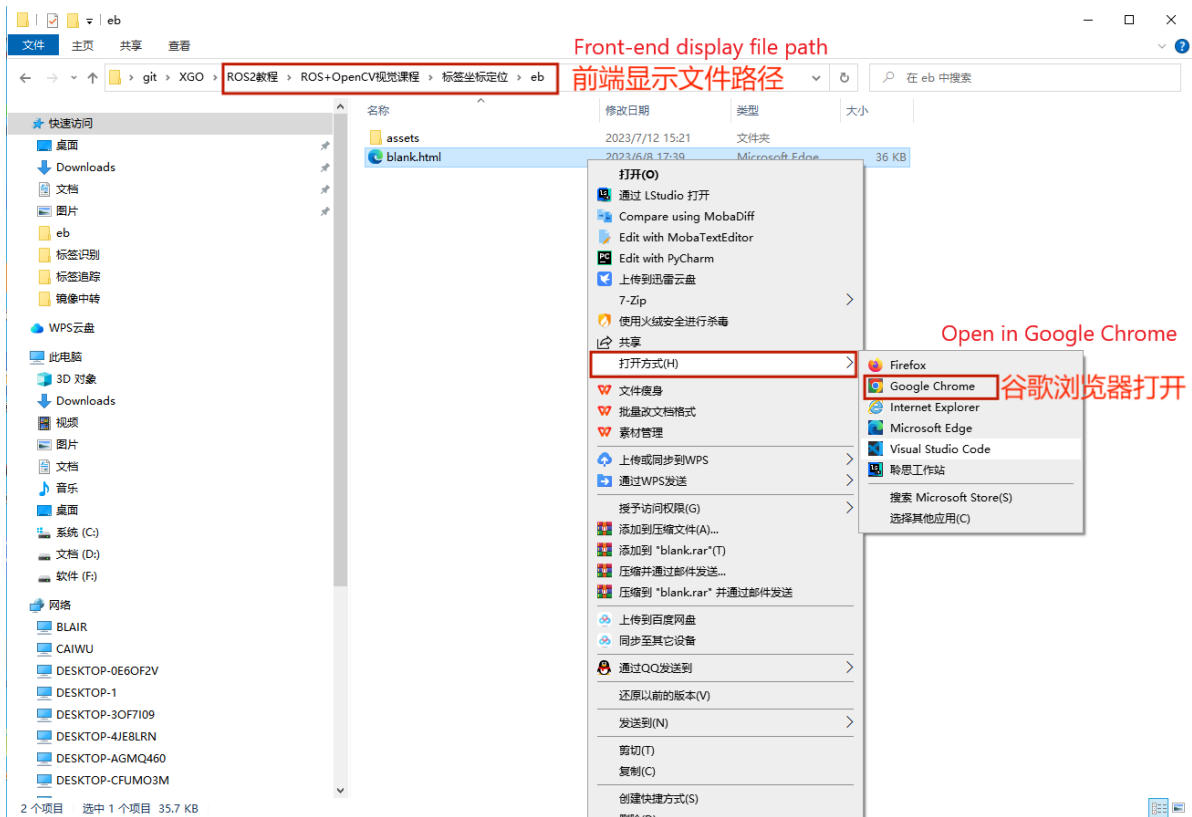 eb
文件 主页 共享 查看
Front-end display file path
git › XGO › ROS2教程 › ROS+OpenCV视觉课程 › 标签坐标定位 › eb
前端显示文件路径
在 eb 中搜索
名称 修改日期 类型 大小
快速访问
桌面
Downloads
文档
图片
eb
标签识别
标签追踪
镜像中转
WPS云盘
此电脑
3D 对象
Downloads
视频
图片
文档
音乐
桌面
系统 (C:)
文档 (D:)
软件 (F:)
网络
BLAIR
CAIWU
DESKTOP-0E6OF2V
DESKTOP-1
DESKTOP-3OF7I09
DESKTOP-4JE8LRN
DESKTOP-AGMQ460
DESKTOP-CFUMO3M
assets 2023/7/12 15:21 文件夹
blank.html 2023/6/8 17:39 Microsoft Edge 36 KB
打开(O)
通过 LStudio 打开
Compare using MobaDiff
Edit with MobaTextEditor
Edit with PyCharm
上传到迅雷云盘
7-Zip
使用火绒安全进行杀毒
共享
打开方式(H)
文件瘦身
批量改文档格式
素材管理
上传或同步到WPS
通过WPS发送
授予访问权限(G)
添加到压缩文件(A)...
添加到 "blank.rar"(T)
压缩并通过邮件发送...
压缩到 "blank.rar" 并通过邮件发送
上传到百度网盘
同步至其它设备
通过QQ发送到
还原以前的版本(V)
发送到(N)
剪切(T)
复制(C)
创建快捷方式(S)
Open in Google Chrome
Firefox
Google Chrome
谷歌浏览器打开
Internet Explorer
Microsoft Edge
Visual Studio Code
聆思工作站
搜索 Microsoft Store(S)
选择其他应用(C)
2 个项目 选中 1 个项目 35.7 KB